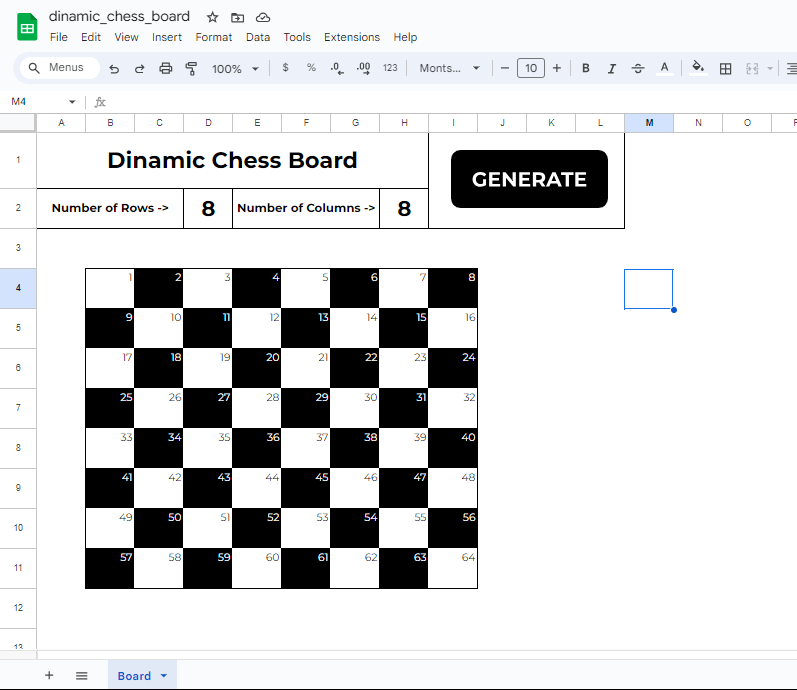 dinamic_chess_board
File Edit View Insert Format Data Tools Extensions Help
Menus 100% $ % .0 .00 123 Monts... 10 B I S A
M4 fx
A B C D E F G H I J K L M N O
1 Dinamic Chess Board GENERATE
2 Number of Rows -> 8 Number of Columns -> 8
3
4 1 2 3 4 5 6 7 8
5 9 10 11 12 13 14 15 16
6 17 18 19 20 21 22 23 24
7 25 26 27 28 29 30 31 32
8 33 34 35 36 37 38 39 40
9 41 42 43 44 45 46 47 48
10 49 50 51 52 53 54 55 56
11 57 58 59 60 61 62 63 64
12
13
Board